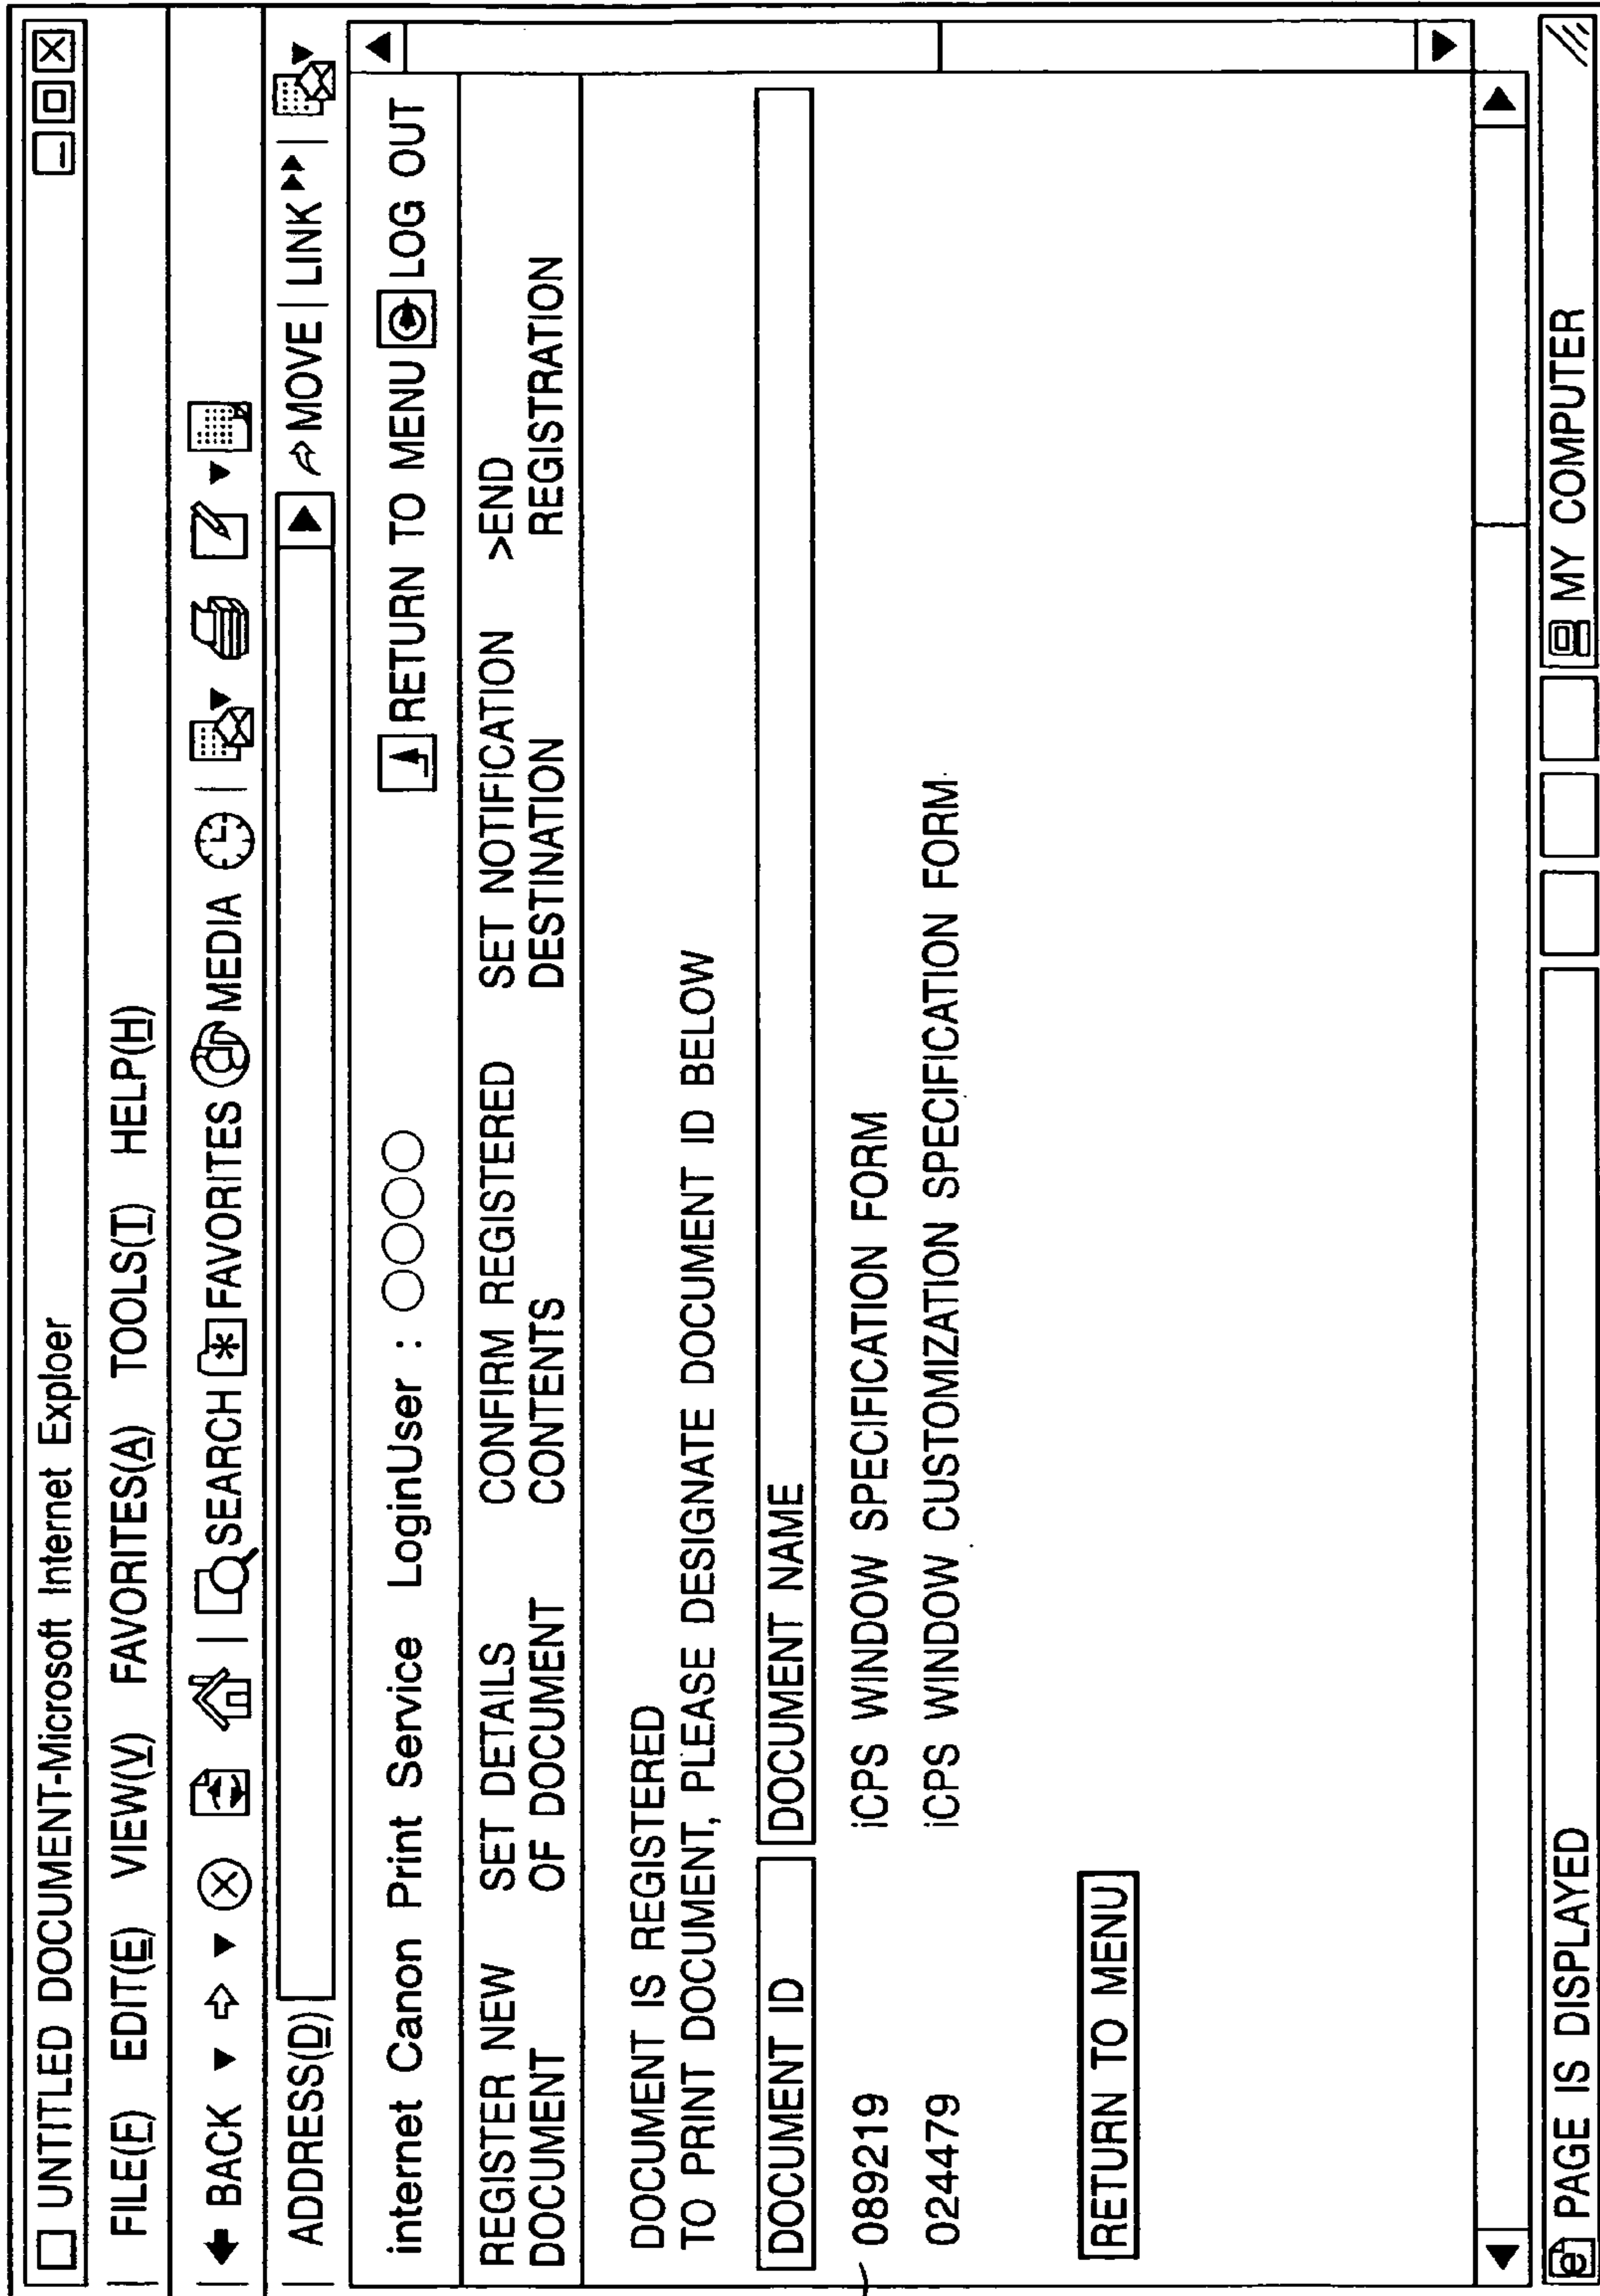 UNTITLED DOCUMENT-Microsoft Internet Exploer
FILE(F) EDIT(E) VIEW(V) FAVORITES(A) TOOLS(T) HELP(H)
BACK SEARCH FAVORITES MEDIA
ADDRESS(D) MOVE LINK
internet Canon Print Service LoginUser : ○○○○ RETURN TO MENU LOG OUT
REGISTER NEW SET DETAILS CONFIRM REGISTERED SET NOTIFICATION >END
DOCUMENT OF DOCUMENT CONTENTS DESTINATION REGISTRATION
DOCUMENT IS REGISTERED
TO PRINT DOCUMENT, PLEASE DESIGNATE DOCUMENT ID BELOW
DOCUMENT ID DOCUMENT NAME
089219 iCPS WINDOW SPECIFICATION FORM
024479 iCPS WINDOW CUSTOMIZATION SPECIFICATION FORM
RETURN TO MENU
PAGE IS DISPLAYED MY COMPUTER